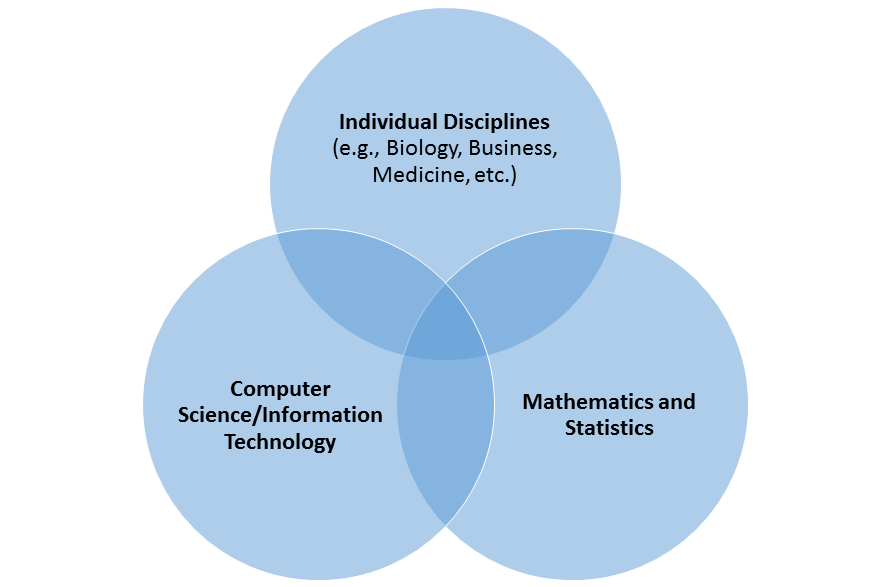 Individual Disciplines
(e.g., Biology, Business,
Medicine, etc.)
Computer
Science/Information
Technology
Mathematics and
Statistics